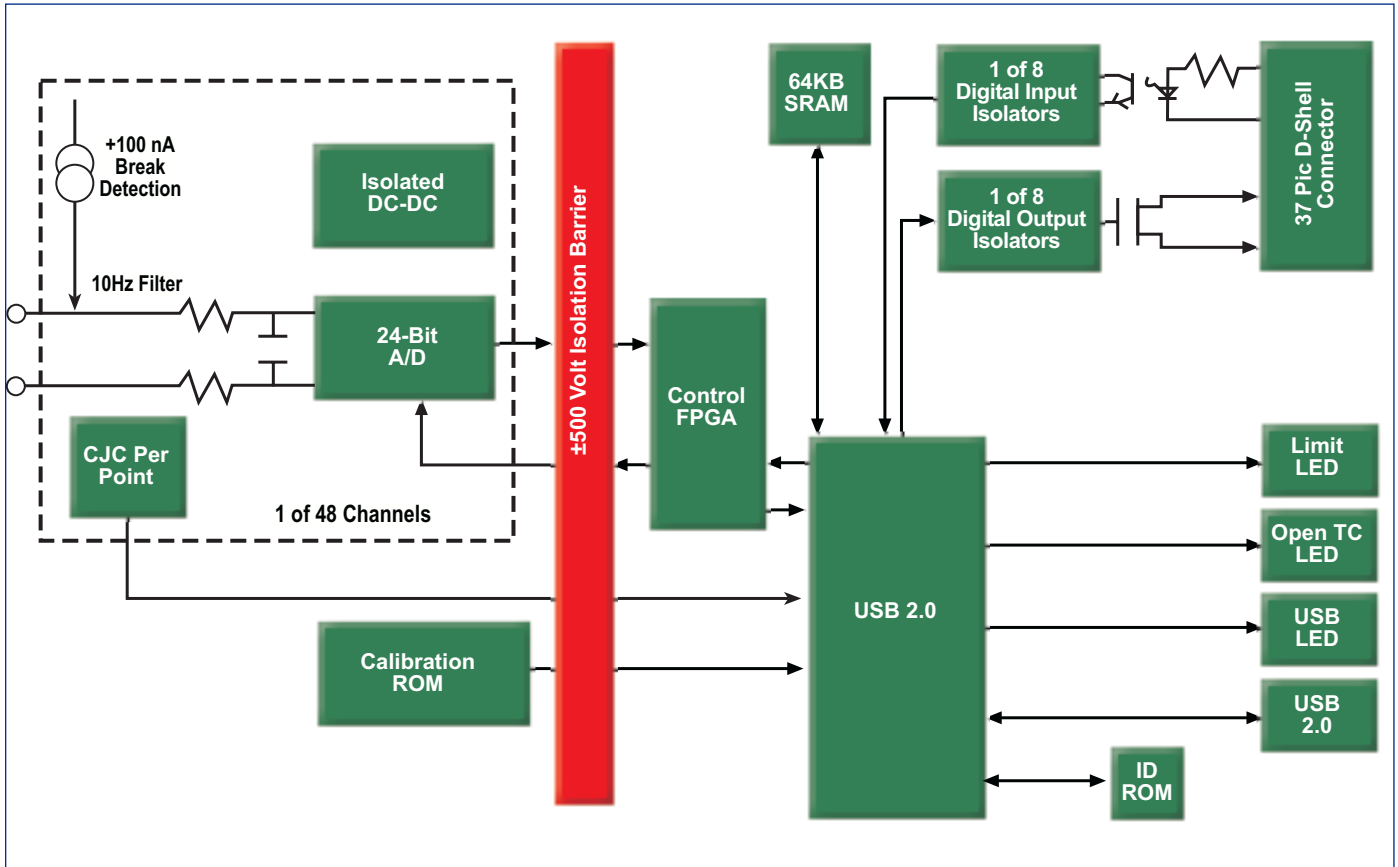 +100 nA
Break
Detection
Isolated
DC-DC
10Hz Filter
24-Bit
A/D
CJC Per
Point
1 of 48 Channels
Calibration
ROM
±500 Volt Isolation Barrier
Control
FPGA
64KB
SRAM
USB 2.0
1 of 8
Digital Input
Isolators
1 of 8
Digital Output
Isolators
37 Pic D-Shell
Connector
Limit
LED
Open TC
LED
USB
LED
USB
2.0
ID
ROM